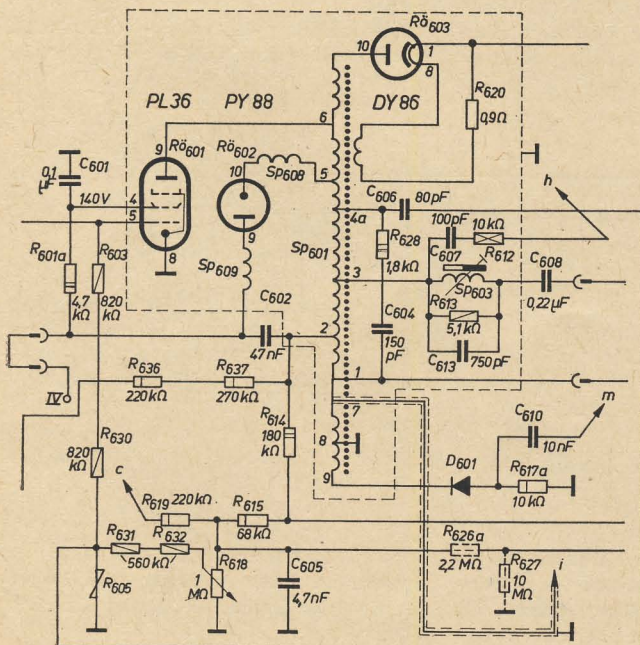 Rö603
10
1
8
PL36
PY 88
DY86
R620
0,9Ω
6
9
Rö601
Rö602
10
Sp608
5
C601
0,1
µF
140V
4
5
8
9
Sp609
4a
C606
80pF
h
R628
1,8kΩ
100pF
10kΩ
C607
R612
C608
0,22µF
Sp601
3
Sp603
R601a
4,7
kΩ
R603
820
kΩ
R613
5,1kΩ
C604
150
pF
C613
750pF
C602
47nF
2
1
IV
R636
220kΩ
R637
270kΩ
R614
180
kΩ
7
m
C610
10nF
R630
820
kΩ
8
9
D601
R617a
10kΩ
c
R619
220kΩ
R615
68kΩ
R631
R632
560kΩ
R618
1
MΩ
R605
C605
4,7nF
R626a
2,2 MΩ
R627
10
MΩ
i